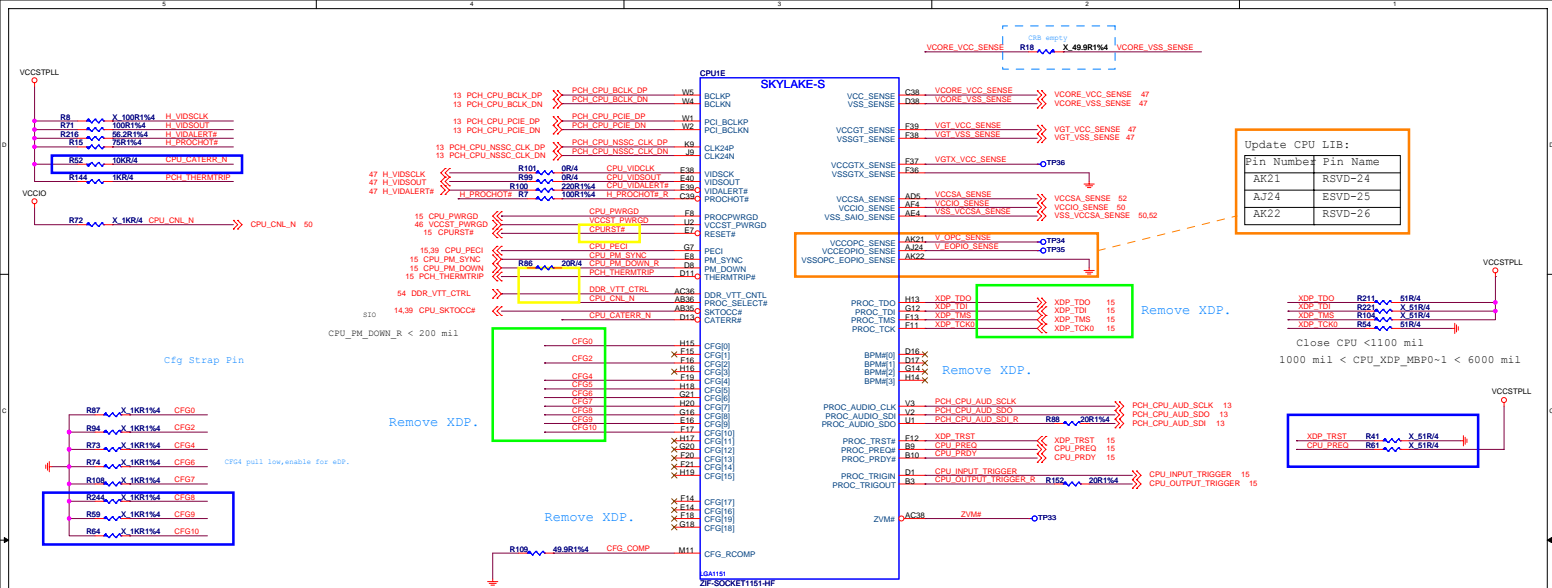 5 4 3 2 1
CRB empty
VCORE_VCC_SENSE R18 X_49.9R1%4 VCORE_VSS_SENSE
VCCSTPLL
R8 X_100R1%4 H_VIDSCLK
R71 100R1%4 H_VIDSOUT
R216 56.2R1%4 H_VIDALERT#
R15 75R1%4 H_PROCHOT#
R52 10KR/4 CPU_CATERR_N
R144 1KR/4 PCH_THERMTRIP
VCCIO
R72 X_1KR/4 CPU_CNL_N CPU_CNL_N 50
CPU1E
SKYLAKE-S
13 PCH_CPU_BCLK_DP PCH_CPU_BCLK_DP W5 BCLKP
13 PCH_CPU_BCLK_DN PCH_CPU_BCLK_DN W4 BCLKN
13 PCH_CPU_PCIE_DP PCH_CPU_PCIE_DP W1 PCI_BCLKP
13 PCH_CPU_PCIE_DN PCH_CPU_PCIE_DN W2 PCI_BCLKN
13 PCH_CPU_NSSC_CLK_DP PCH_CPU_NSSC_CLK_DP K9 CLK24P
13 PCH_CPU_NSSC_CLK_DN PCH_CPU_NSSC_CLK_DN J9 CLK24N
47 H_VIDSCLK R101 0R/4 CPU_VIDCLK E38 VIDSCK
47 H_VIDSOUT R99 0R/4 CPU_VIDSOUT E40 VIDSOUT
47 H_VIDALERT# R100 220R1%4 CPU_VIDALERT# E39 VIDALERT#
H_PROCHOT# R7 100R1%4 H_PROCHOT#_R C39 PROCHOT#
15 CPU_PWRGD CPU_PWRGD F8 PROCPWRGD
46 VCCST_PWRGD VCCST_PWRGD U2 VCCST_PWRGD
15 CPURST# CPURST# E7 RESET#
15,39 CPU_PECI CPU_PECI G7 PECI
15 CPU_PM_SYNC CPU_PM_SYNC E8 PM_SYNC
15 CPU_PM_DOWN R86 20R/4 CPU_PM_DOWN_R D8 PM_DOWN
15 PCH_THERMTRIP PCH_THERMTRIP D11 THERMTRIP#
54 DDR_VTT_CTRL DDR_VTT_CTRL AC36 DDR_VTT_CNTL
CPU_CNL_N AB36 PROC_SELECT#
14,39 CPU_SKTOCC# AB35 SKTOCC#
SIO
CPU_CATERR_N D13 CATERR#
CPU_PM_DOWN_R < 200 mil
CFG0 H15 CFG[0]
F15 CFG[1]
CFG2 F16 CFG[2]
H16 CFG[3]
CFG4 F19 CFG[4]
CFG5 H18 CFG[5]
CFG6 G21 CFG[6]
CFG7 H20 CFG[7]
CFG8 G16 CFG[8]
CFG9 E16 CFG[9]
CFG10 F17 CFG[10]
H17 CFG[11]
G20 CFG[12]
F20 CFG[13]
F21 CFG[14]
H19 CFG[15]
F14 CFG[17]
E14 CFG[16]
F18 CFG[19]
G18 CFG[18]
Remove XDP.
Remove XDP.
R109 49.9R1%4 CFG_COMP M11 CFG_RCOMP
LGA1151
ZIF-SOCKET1151-HF
Cfg Strap Pin
R87 X_1KR1%4 CFG0
R94 X_1KR1%4 CFG2
R73 X_1KR1%4 CFG4
R74 X_1KR1%4 CFG6
CFG4 pull low,enable for eDP.
R108 X_1KR1%4 CFG7
R244 X_1KR1%4 CFG8
R59 X_1KR1%4 CFG9
R64 X_1KR1%4 CFG10
VCC_SENSE C38 VCORE_VCC_SENSE VCORE_VCC_SENSE 47
VSS_SENSE D38 VCORE_VSS_SENSE VCORE_VSS_SENSE 47
VCCGT_SENSE F39 VGT_VCC_SENSE VGT_VCC_SENSE 47
VSSGT_SENSE F38 VGT_VSS_SENSE VGT_VSS_SENSE 47
VCCGTX_SENSE F37 VGTX_VCC_SENSE TP36
VSSGTX_SENSE F36
VCCSA_SENSE AD5 VCCSA_SENSE VCCSA_SENSE 52
VCCIO_SENSE AF4 VCCIO_SENSE VCCIO_SENSE 50
VSS_SAIO_SENSE AE4 VSS_VCCSA_SENSE VSS_VCCSA_SENSE 50,52
VCCOPC_SENSE AK21 V_OPC_SENSE TP34
VCCEOPIO_SENSE AJ24 V_EOPIO_SENSE TP35
VSSOPC_EOPIO_SENSE AK22
PROC_TDO H13 XDP_TDO XDP_TDO 15
PROC_TDI G12 XDP_TDI XDP_TDI 15
PROC_TMS F13 XDP_TMS XDP_TMS 15
PROC_TCK F11 XDP_TCK0 XDP_TCK0 15
Remove XDP.
BPM#[0] D16
BPM#[1] D17
BPM#[2] G14
BPM#[3] H14
Remove XDP.
PROC_AUDIO_CLK V3 PCH_CPU_AUD_SCLK PCH_CPU_AUD_SCLK 13
PROC_AUDIO_SDI V2 PCH_CPU_AUD_SDO PCH_CPU_AUD_SDO 13
PROC_AUDIO_SDO U1 PCH_CPU_AUD_SDI_R R88 20R1%4 PCH_CPU_AUD_SDI 13
PROC_TRST# F12 XDP_TRST XDP_TRST 15
PROC_PREQ# B9 CPU_PREQ CPU_PREQ 15
PROC_PRDY# B10 CPU_PRDY CPU_PRDY 15
PROC_TRIGIN D1 CPU_INPUT_TRIGGER CPU_INPUT_TRIGGER 15
PROC_TRIGOUT B3 CPU_OUTPUT_TRIGGER_R R152 20R1%4 CPU_OUTPUT_TRIGGER 15
ZVM# AC38 ZVM# TP33
Update CPU LIB:
Pin Number Pin Name
AK21 RSVD-24
AJ24 ESVD-25
AK22 RSVD-26
VCCSTPLL
XDP_TDO R211 51R/4
XDP_TDI R221 X_51R/4
XDP_TMS R104 X_51R/4
XDP_TCK0 R54 51R/4
Close CPU <1100 mil
1000 mil < CPU_XDP_MBP0~1 < 6000 mil
VCCSTPLL
XDP_TRST R41 X_51R/4
CPU_PREQ R61 X_51R/4
D
C